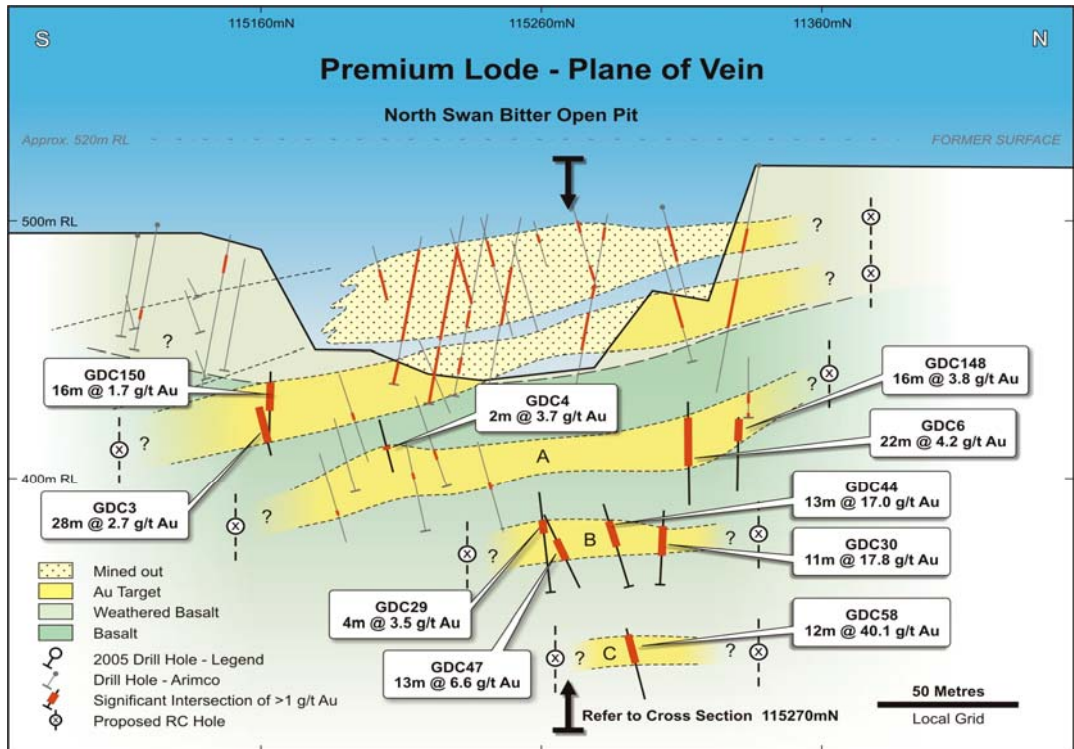 115160mN
115260mN
11360mN
S
N
Premium Lode - Plane of Vein
North Swan Bitter Open Pit
Approx. 520m RL
FORMER SURFACE
500m RL
?
X
?
X
?
GDC150
16m @ 1.7 g/t Au
GDC4
2m @ 3.7 g/t Au
GDC148
16m @ 3.8 g/t Au
?
X
GDC6
22m @ 4.2 g/t Au
?
X
A
400m RL
GDC3
28m @ 2.7 g/t Au
GDC44
13m @ 17.0 g/t Au
?
X
?
X
B
?
X
GDC30
11m @ 17.8 g/t Au
Mined out
Au Target
Weathered Basalt
Basalt
2005 Drill Hole - Legend
Drill Hole - Arimco
Significant Intersection of >1 g/t Au
X
Proposed RC Hole
GDC29
4m @ 3.5 g/t Au
GDC47
13m @ 6.6 g/t Au
GDC58
12m @ 40.1 g/t Au
X
?
C
?
X
50 Metres
Local Grid
Refer to Cross Section 115270mN